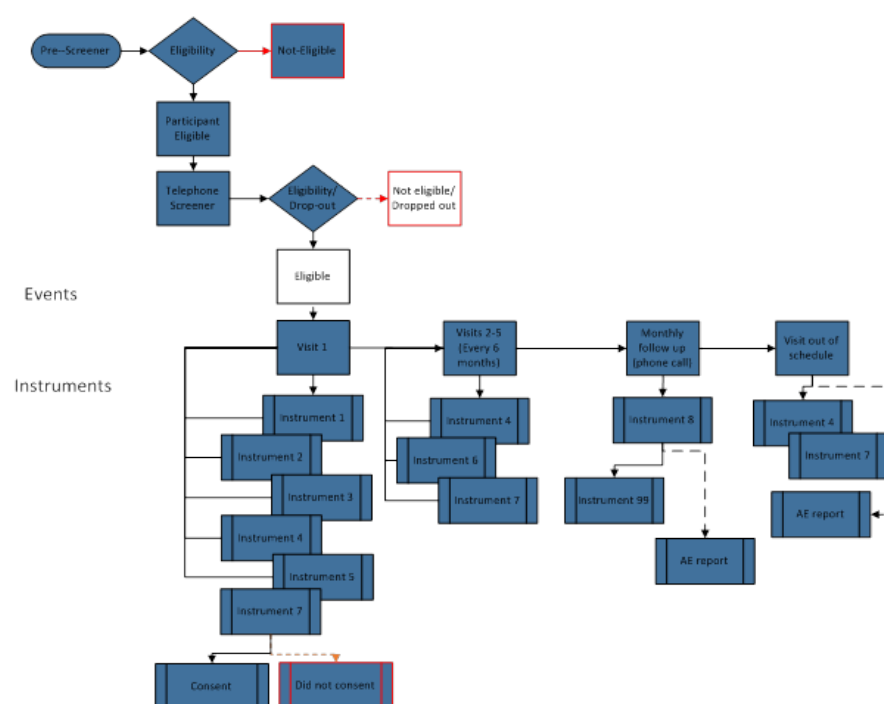 Pre--Screener
Eligibility
Not-Eligible
Participant
Eligible
Telephone
Screener
Eligibility/
Drop-out
Not eligible/
Dropped out
Eligible
Events
Visit 1
Visits 2-5
(Every 6
months)
Monthly
follow up
(phone call)
Visit out of
schedule
Instruments
Instrument 1
Instrument 2
Instrument 3
Instrument 4
Instrument 5
Instrument 7
Consent
Did not consent
Instrument 4
Instrument 6
Instrument 7
Instrument 8
Instrument 99
AE report
Instrument 4
Instrument 7
AE report